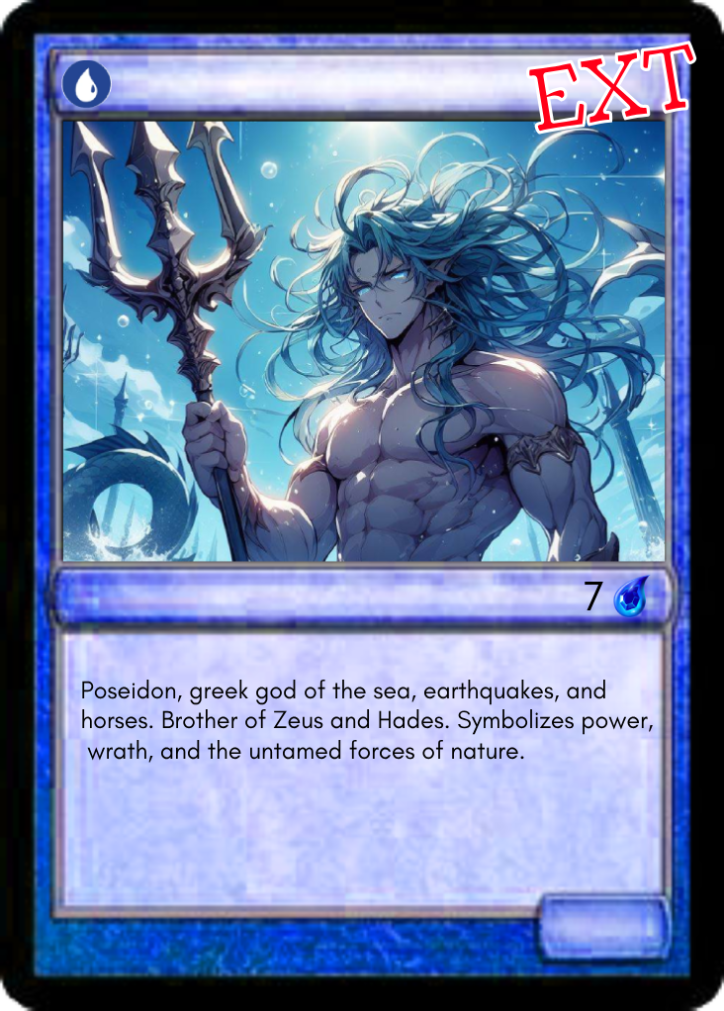 EXT
7
Poseidon, greek god of the sea, earthquakes, and
horses. Brother of Zeus and Hades. Symbolizes power,
wrath, and the untamed forces of nature.